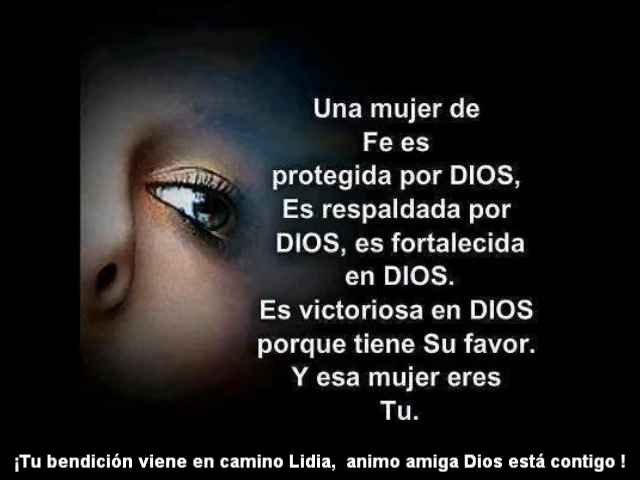 Una mujer de
Fe es
protegida por DIOS,
Es respaldada por
DIOS, es fortalecida
en DIOS.
Es victoriosa en DIOS
porque tiene Su favor.
Y esa mujer eres
Tu.
¡Tu bendición viene en camino Lidia, animo amiga Dios está contigo !